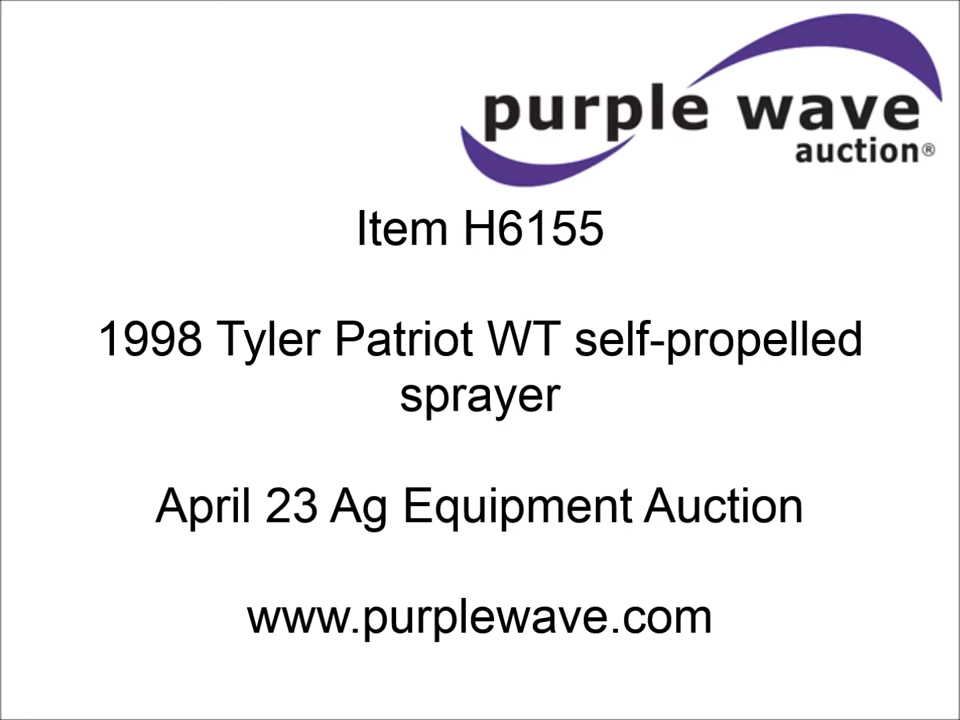 purple wave
auction®
Item H6155
1998 Tyler Patriot WT self-propelled
sprayer
April 23 Ag Equipment Auction
www.purplewave.com